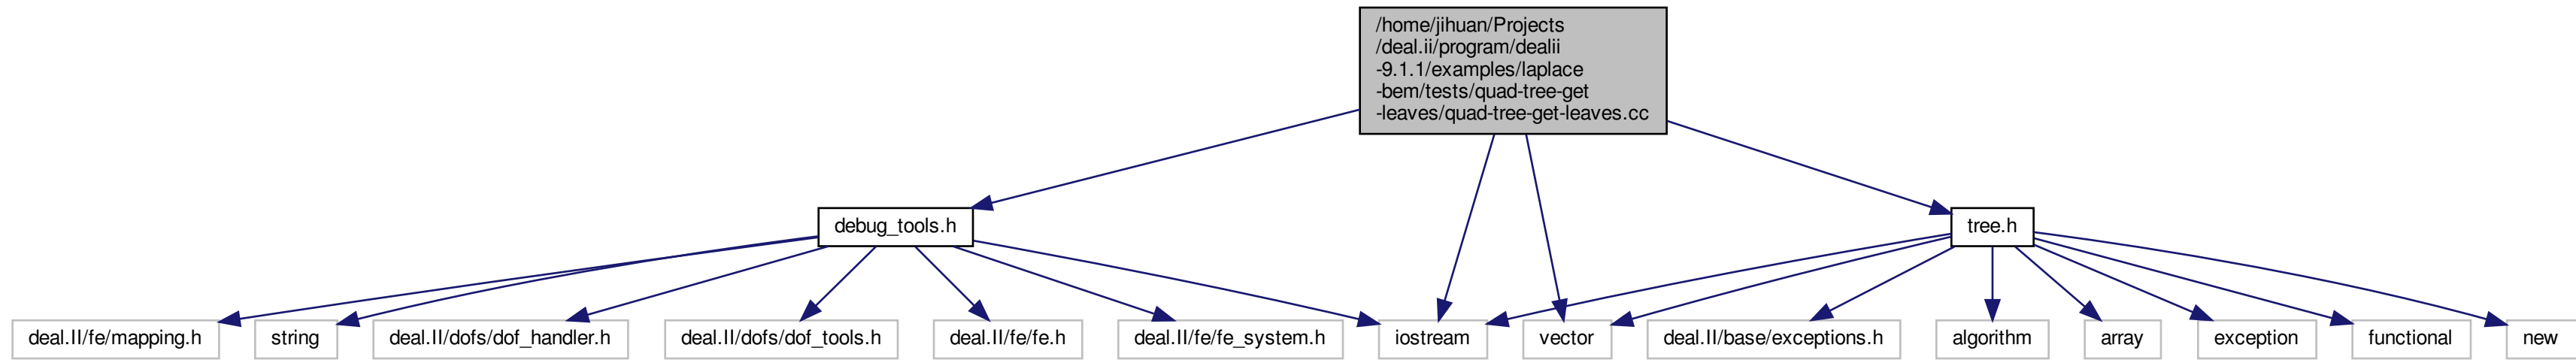 /home/jihuan/Projects
/deal.ii/program/dealii
-9.1.1/examples/laplace
-bem/tests/quad-tree-get
-leaves/quad-tree-get-leaves.cc
debug_tools.h
tree.h
deal.II/fe/mapping.h
string
deal.II/dofs/dof_handler.h
deal.II/dofs/dof_tools.h
deal.II/fe/fe.h
deal.II/fe/fe_system.h
iostream
vector
deal.II/base/exceptions.h
algorithm
array
exception
functional
new